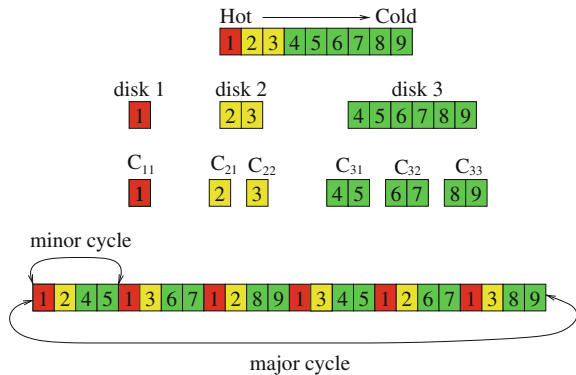 Hot Cold
1 2 3 4 5 6 7 8 9
disk 1 disk 2 disk 3
1 2 3 4 5 6 7 8 9
C11 C21 C22 C31 C32 C33
1 2 3 4 5 6 7 8 9
minor cycle
1 2 4 5 1 3 6 7 1 2 8 9 1 3 4 5 1 2 6 7 1 3 8 9
major cycle